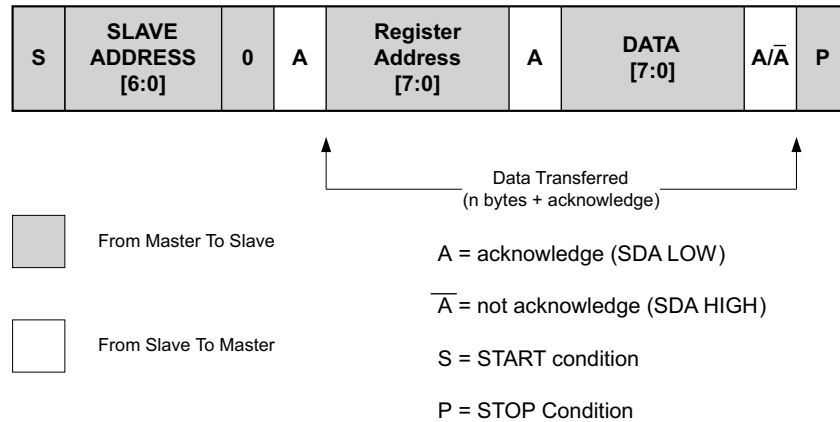 S
SLAVE
ADDRESS
[6:0]
0
A
Register
Address
[7:0]
A
DATA
[7:0]
A/A̅
P
Data Transferred
(n bytes + acknowledge)
From Master To Slave
A = acknowledge (SDA LOW)
A̅ = not acknowledge (SDA HIGH)
From Slave To Master
S = START condition
P = STOP Condition